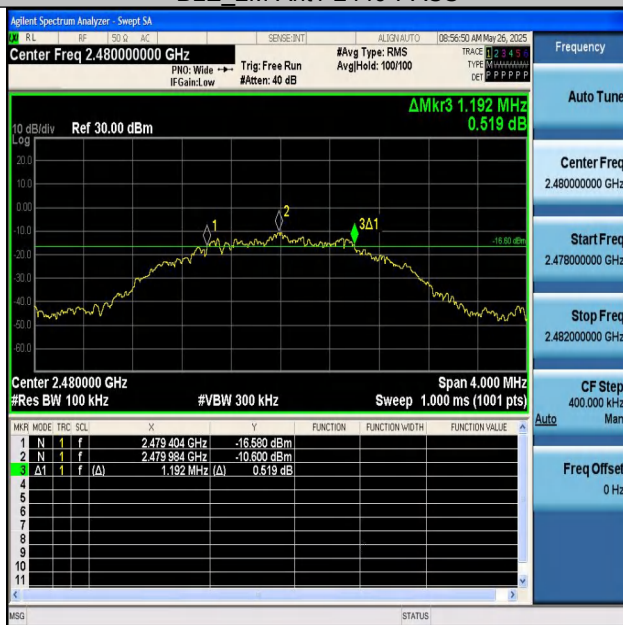 Agilent Spectrum Analyzer - Swept SA
RL RF 50 Ω AC SENSE:INT ALIGNAUTO 08:56:50 AM May 26, 2025
Center Freq 2.480000000 GHz
PNO: Wide
IFGain:Low
Trig: Free Run
#Atten: 40 dB
#Avg Type: RMS
Avg|Hold: 100/100
TRACE 1 2 3 4 5 6
TYPE M
DET P P P P P P
Frequency
ΔMkr3 1.192 MHz
0.519 dB
10 dB/div Ref 30.00 dBm
Log
20.0
10.0
0.00
-10.0
-20.0
-30.0
-40.0
-50.0
-60.0
1
2
3Δ1
-16.60 dBm
Center 2.480000 GHz Span 4.000 MHz
#Res BW 100 kHz #VBW 300 kHz Sweep 1.000 ms (1001 pts)
MKR MODE TRC SCL X Y FUNCTION FUNCTION WIDTH FUNCTION VALUE
1 N 1 f 2.479 404 GHz -16.580 dBm
2 N 1 f 2.479 984 GHz -10.600 dBm
3 Δ1 1 f (Δ) 1.192 MHz (Δ) 0.519 dB
4
5
6
7
8
9
10
11
MSG STATUS
Auto Tune
Center Freq
2.480000000 GHz
Start Freq
2.478000000 GHz
Stop Freq
2.482000000 GHz
CF Step
400.000 kHz
Auto Man
Freq Offset
0 Hz